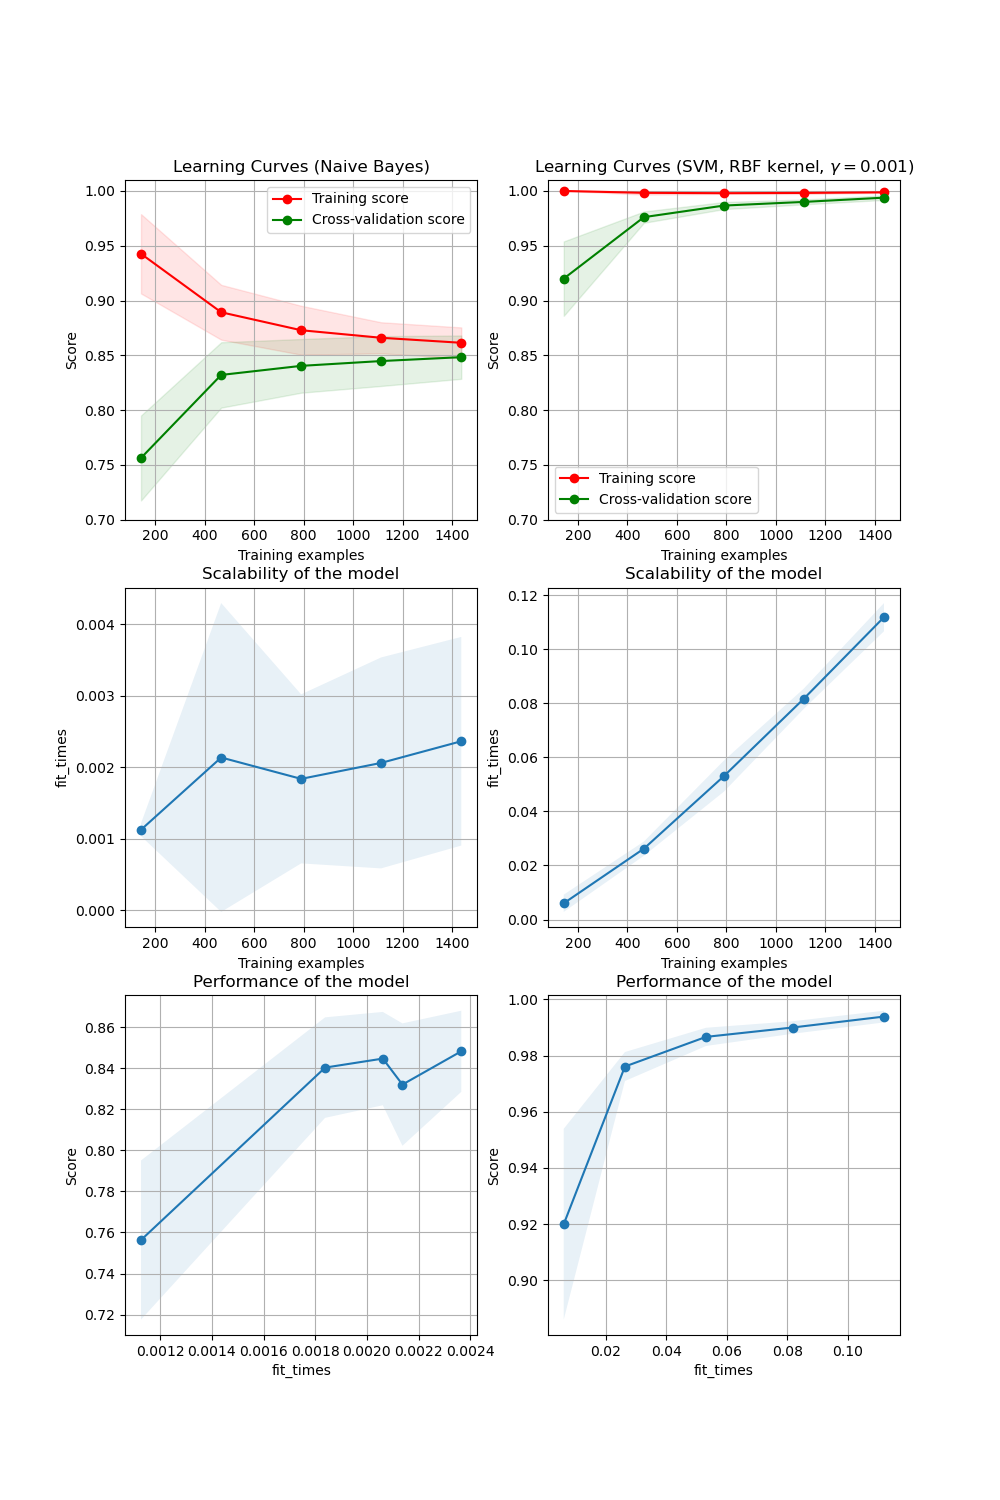 Learning Curves (Naive Bayes)
1.00
0.95
0.90
0.85
0.80
0.75
0.70
Score
Training score
Cross-validation score
200 400 600 800 1000 1200 1400
Training examples
Learning Curves (SVM, RBF kernel, γ = 0.001)
1.00
0.95
0.90
0.85
0.80
0.75
0.70
Score
Training score
Cross-validation score
200 400 600 800 1000 1200 1400
Training examples
Scalability of the model
0.004
0.003
0.002
0.001
0.000
fit_times
200 400 600 800 1000 1200 1400
Training examples
Scalability of the model
0.12
0.10
0.08
0.06
0.04
0.02
0.00
fit_times
200 400 600 800 1000 1200 1400
Training examples
Performance of the model
0.86
0.84
0.82
0.80
0.78
0.76
0.74
0.72
Score
0.0012 0.0014 0.0016 0.0018 0.0020 0.0022 0.0024
fit_times
Performance of the model
1.00
0.98
0.96
0.94
0.92
0.90
Score
0.02 0.04 0.06 0.08 0.10
fit_times